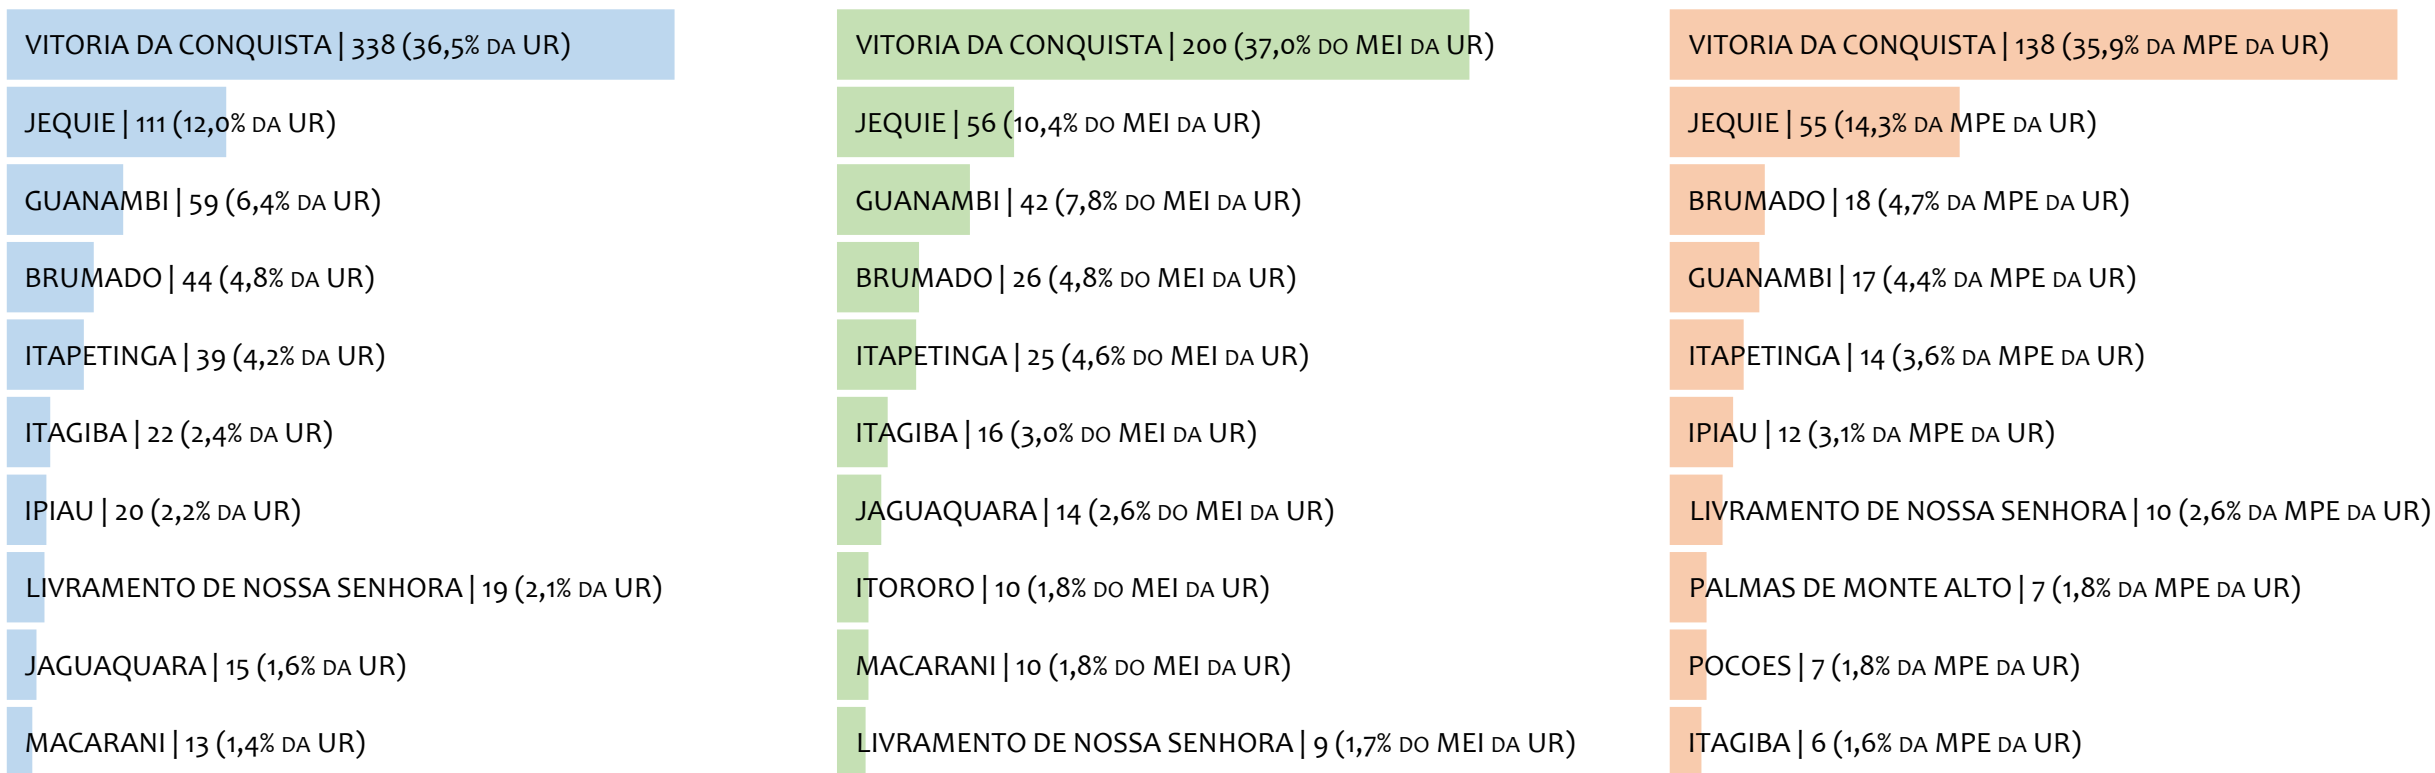 VITORIA DA CONQUISTA | 338 (36,5% DA UR)
JEQUIE | 111 (12,0% DA UR)
GUANAMBI | 59 (6,4% DA UR)
BRUMADO | 44 (4,8% DA UR)
ITAPETINGA | 39 (4,2% DA UR)
ITAGIBA | 22 (2,4% DA UR)
IPIAU | 20 (2,2% DA UR)
LIVRAMENTO DE NOSSA SENHORA | 19 (2,1% DA UR)
JAGUAQUARA | 15 (1,6% DA UR)
MACARANI | 13 (1,4% DA UR)
VITORIA DA CONQUISTA | 200 (37,0% DO MEI DA UR)
JEQUIE | 56 (10,4% DO MEI DA UR)
GUANAMBI | 42 (7,8% DO MEI DA UR)
BRUMADO | 26 (4,8% DO MEI DA UR)
ITAPETINGA | 25 (4,6% DO MEI DA UR)
ITAGIBA | 16 (3,0% DO MEI DA UR)
JAGUAQUARA | 14 (2,6% DO MEI DA UR)
ITORORO | 10 (1,8% DO MEI DA UR)
MACARANI | 10 (1,8% DO MEI DA UR)
LIVRAMENTO DE NOSSA SENHORA | 9 (1,7% DO MEI DA UR)
VITORIA DA CONQUISTA | 138 (35,9% DA MPE DA UR)
JEQUIE | 55 (14,3% DA MPE DA UR)
BRUMADO | 18 (4,7% DA MPE DA UR)
GUANAMBI | 17 (4,4% DA MPE DA UR)
ITAPETINGA | 14 (3,6% DA MPE DA UR)
IPIAU | 12 (3,1% DA MPE DA UR)
LIVRAMENTO DE NOSSA SENHORA | 10 (2,6% DA MPE DA UR)
PALMAS DE MONTE ALTO | 7 (1,8% DA MPE DA UR)
POCOES | 7 (1,8% DA MPE DA UR)
ITAGIBA | 6 (1,6% DA MPE DA UR)